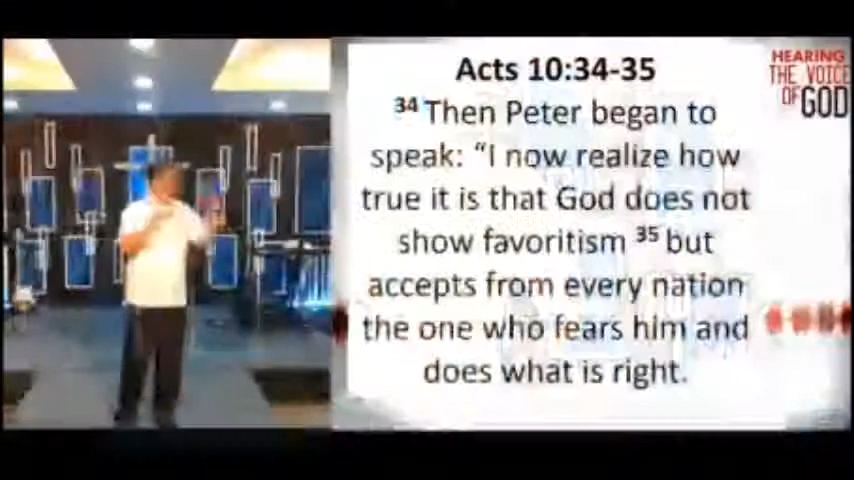 Acts 10:34-35
34 Then Peter began to
speak: “I now realize how
true it is that God does not
show favoritism 35 but
accepts from every nation
the one who fears him and
does what is right.
HEARING
THE VOICE
OF GOD